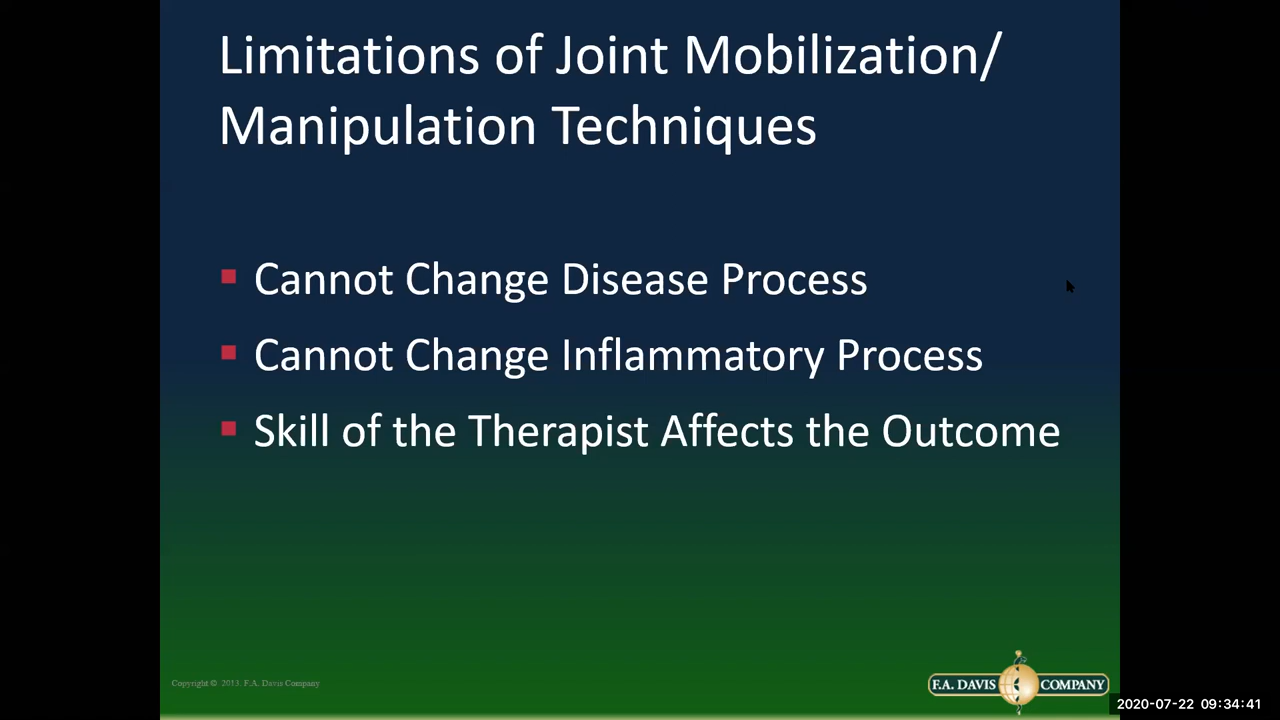 Limitations of Joint Mobilization/
Manipulation Techniques
Cannot Change Disease Process
Cannot Change Inflammatory Process
Skill of the Therapist Affects the Outcome
Copyright © 2013. F.A. Davis Company
F.A. DAVIS COMPANY
2020-07-22 09:34:41